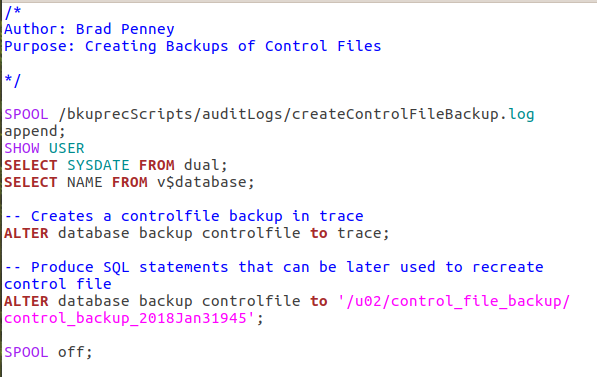 /*
Author: Brad Penney
Purpose: Creating Backups of Control Files
*/
SPOOL /bkuprecScripts/auditLogs/createControlFileBackup.log
append;
SHOW USER
SELECT SYSDATE FROM dual;
SELECT NAME FROM v$database;
-- Creates a controlfile backup in trace
ALTER database backup controlfile to trace;
-- Produce SQL statements that can be later used to recreate
control file
ALTER database backup controlfile to '/u02/control_file_backup/
control_backup_2018Jan31945';
SPOOL off;